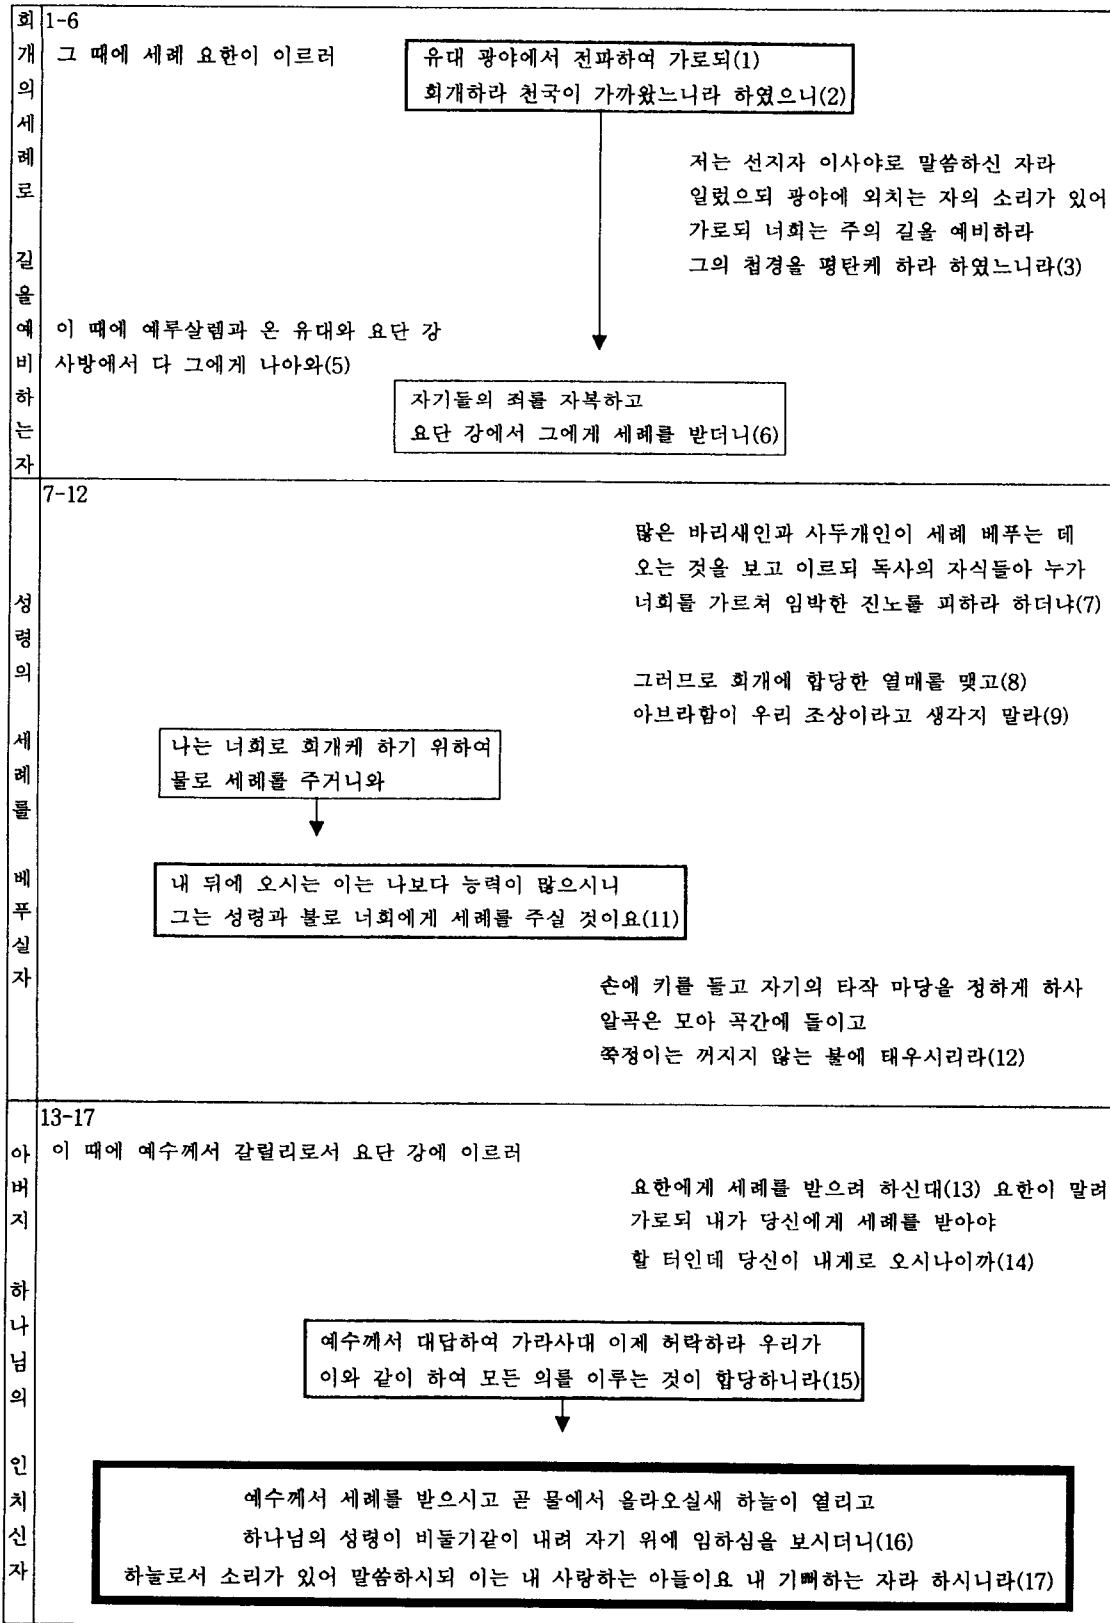 회개의세례로 길을예비하는자
1-6
그 때에 세례 요한이 이르러
유대 광야에서 전파하여 가로되(1)
회개하라 천국이 가까왔느니라 하였으니(2)
저는 선지자 이사야로 말씀하신 자라
일렀으되 광야에 외치는 자의 소리가 있어
가로되 너희는 주의 길을 예비하라
그의 첩경을 평탄케 하라 하였느니라(3)
이 때에 예루살렘과 온 유대와 요단 강
사방에서 다 그에게 나아와(5)
자기들의 죄를 자복하고
요단 강에서 그에게 세례를 받더니(6)
성령의 세례를 베푸실자
7-12
많은 바리새인과 사두개인이 세례 베푸는 데
오는 것을 보고 이르되 독사의 자식들아 누가
너희를 가르쳐 임박한 진노를 피하라 하더냐(7)
그러므로 회개에 합당한 열매를 맺고(8)
아브라함이 우리 조상이라고 생각지 말라(9)
나는 너희로 회개케 하기 위하여
물로 세례를 주거니와
내 뒤에 오시는 이는 나보다 능력이 많으시니
그는 성령과 불로 너희에게 세례를 주실 것이요(11)
손에 키를 들고 자기의 타작 마당을 정하게 하사
알곡은 모아 곡간에 들이고
쭉정이는 꺼지지 않는 불에 태우시리라(12)
아버지 하나님의 인치신자
13-17
이 때에 예수께서 갈릴리로서 요단 강에 이르러
요한에게 세례를 받으려 하신대(13) 요한이 말려
가로되 내가 당신에게 세례를 받아야
할 터인데 당신이 내게로 오시나이까(14)
예수께서 대답하여 가라사대 이제 허락하라 우리가
이와 같이 하여 모든 의를 이루는 것이 합당하니라(15)
예수께서 세례를 받으시고 곧 물에서 올라오실새 하늘이 열리고
하나님의 성령이 비둘기같이 내려 자기 위에 임하심을 보시더니(16)
하늘로서 소리가 있어 말씀하시되 이는 내 사랑하는 아들이요 내 기뻐하는 자라 하시니라(17)